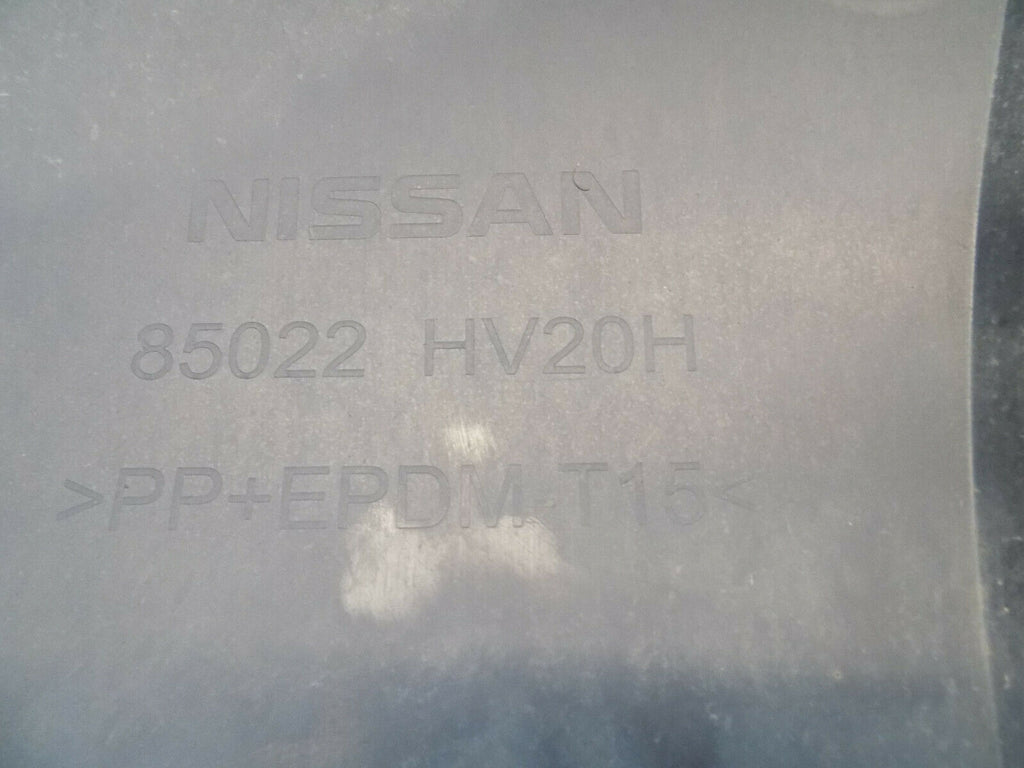 NISSAN
85022 HV20H
>PP+EPDM-T15<